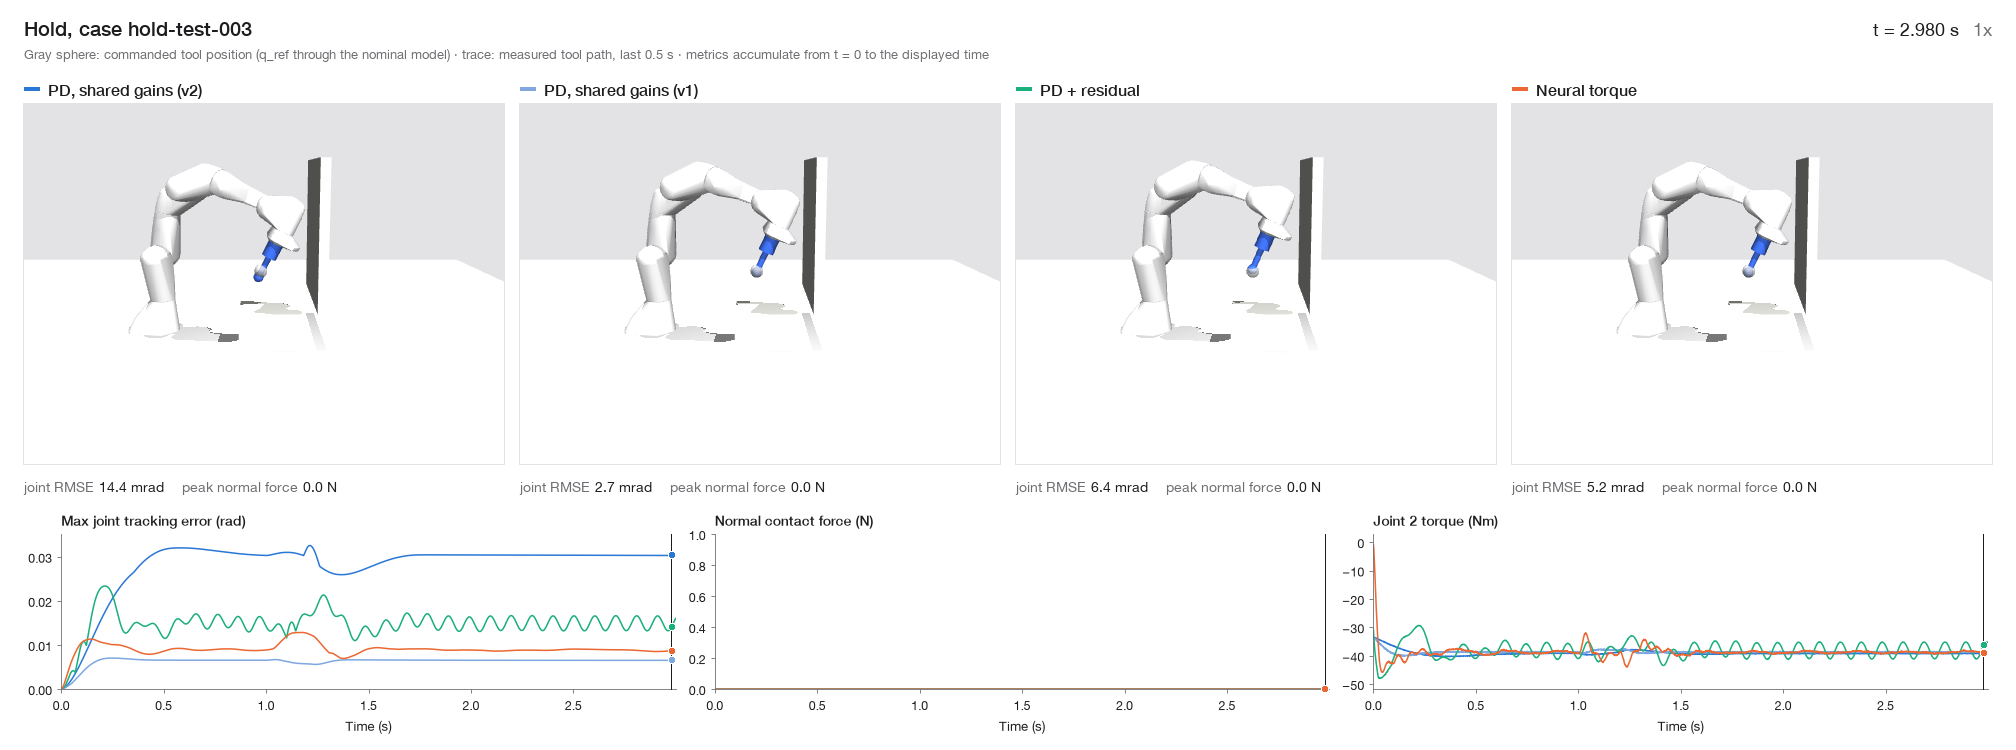 Hold, case hold-test-003
t = 2.980 s 1x
Gray sphere: commanded tool position (q_ref through the nominal model) · trace: measured tool path, last 0.5 s · metrics accumulate from t = 0 to the displayed time
PD, shared gains (v2)
PD, shared gains (v1)
PD + residual
Neural torque
joint RMSE 14.4 mrad peak normal force 0.0 N
joint RMSE 2.7 mrad peak normal force 0.0 N
joint RMSE 6.4 mrad peak normal force 0.0 N
joint RMSE 5.2 mrad peak normal force 0.0 N
Max joint tracking error (rad)
0.03
0.02
0.01
0.00
0.0 0.5 1.0 1.5 2.0 2.5
Time (s)
Normal contact force (N)
1.0
0.8
0.6
0.4
0.2
0.0
0.0 0.5 1.0 1.5 2.0 2.5
Time (s)
Joint 2 torque (Nm)
0
−10
−20
−30
−40
−50
0.0 0.5 1.0 1.5 2.0 2.5
Time (s)